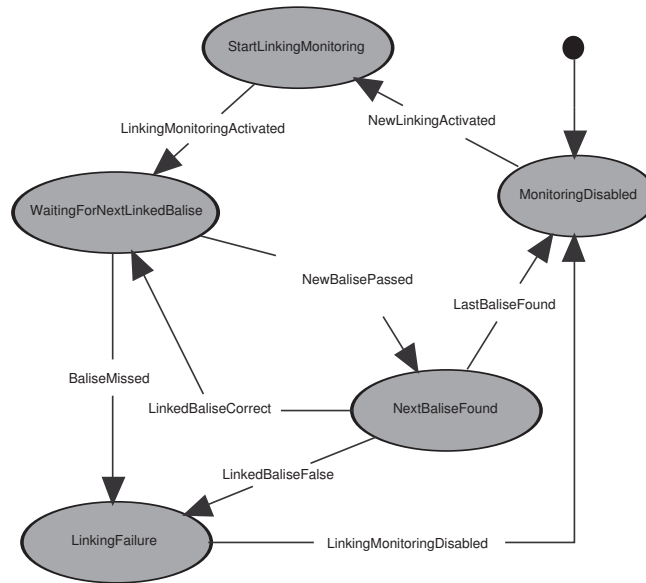 StartLinkingMonitoring
LinkingMonitoringActivated
NewLinkingActivated
MonitoringDisabled
WaitingForNextLinkedBalise
NewBalisePassed
LastBaliseFound
BaliseMissed
LinkedBaliseCorrect
NextBaliseFound
LinkedBaliseFalse
LinkingFailure
LinkingMonitoringDisabled